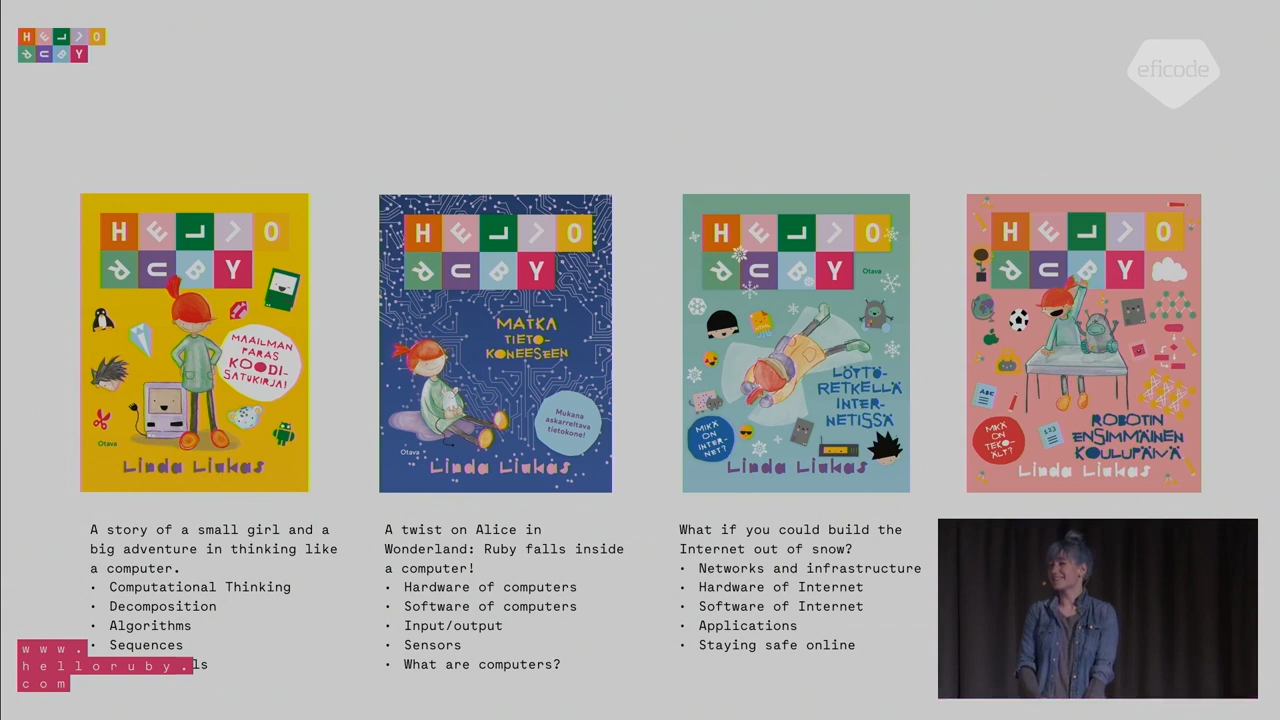 HELLO
RUBY
eficode
HELLO
RUBY
MAAILMAN
PARAS
KOODI-
SATUKIRJA!
Otava
Linda Liukas
HELLO
RUBY
MATKA
TIETO-
KONEESEEN
Mukana
askarreltava
tietokone!
Otava
Linda Liukas
HELLO
RUBY
Otava
LÖYTÖ-
RETKELLÄ
INTER-
NETISSÄ
MIKÄ
ON
INTER-
NET?
Linda Liukas
HELLO
RUBY
ABC
123
MIKÄ
ON
TEKO-
ÄLY?
ROBOTIN
ENSIMMÄINEN
KOULUPÄIVÄ
Linda Liukas
A story of a small girl and a
big adventure in thinking like
a computer.
• Computational Thinking
• Decomposition
• Algorithms
• Sequences
ls
A twist on Alice in
Wonderland: Ruby falls inside
a computer!
• Hardware of computers
• Software of computers
• Input/output
• Sensors
• What are computers?
What if you could build the
Internet out of snow?
• Networks and infrastructure
• Hardware of Internet
• Software of Internet
• Applications
• Staying safe online
www.
helloruby.
com